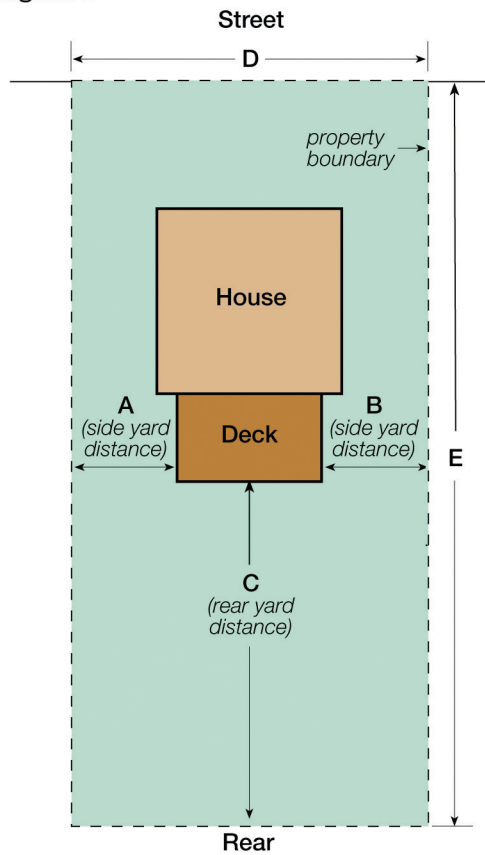 Street
D
property
boundary
House
A
(side yard
distance)
Deck
B
(side yard
distance)
E
C
(rear yard
distance)
Rear